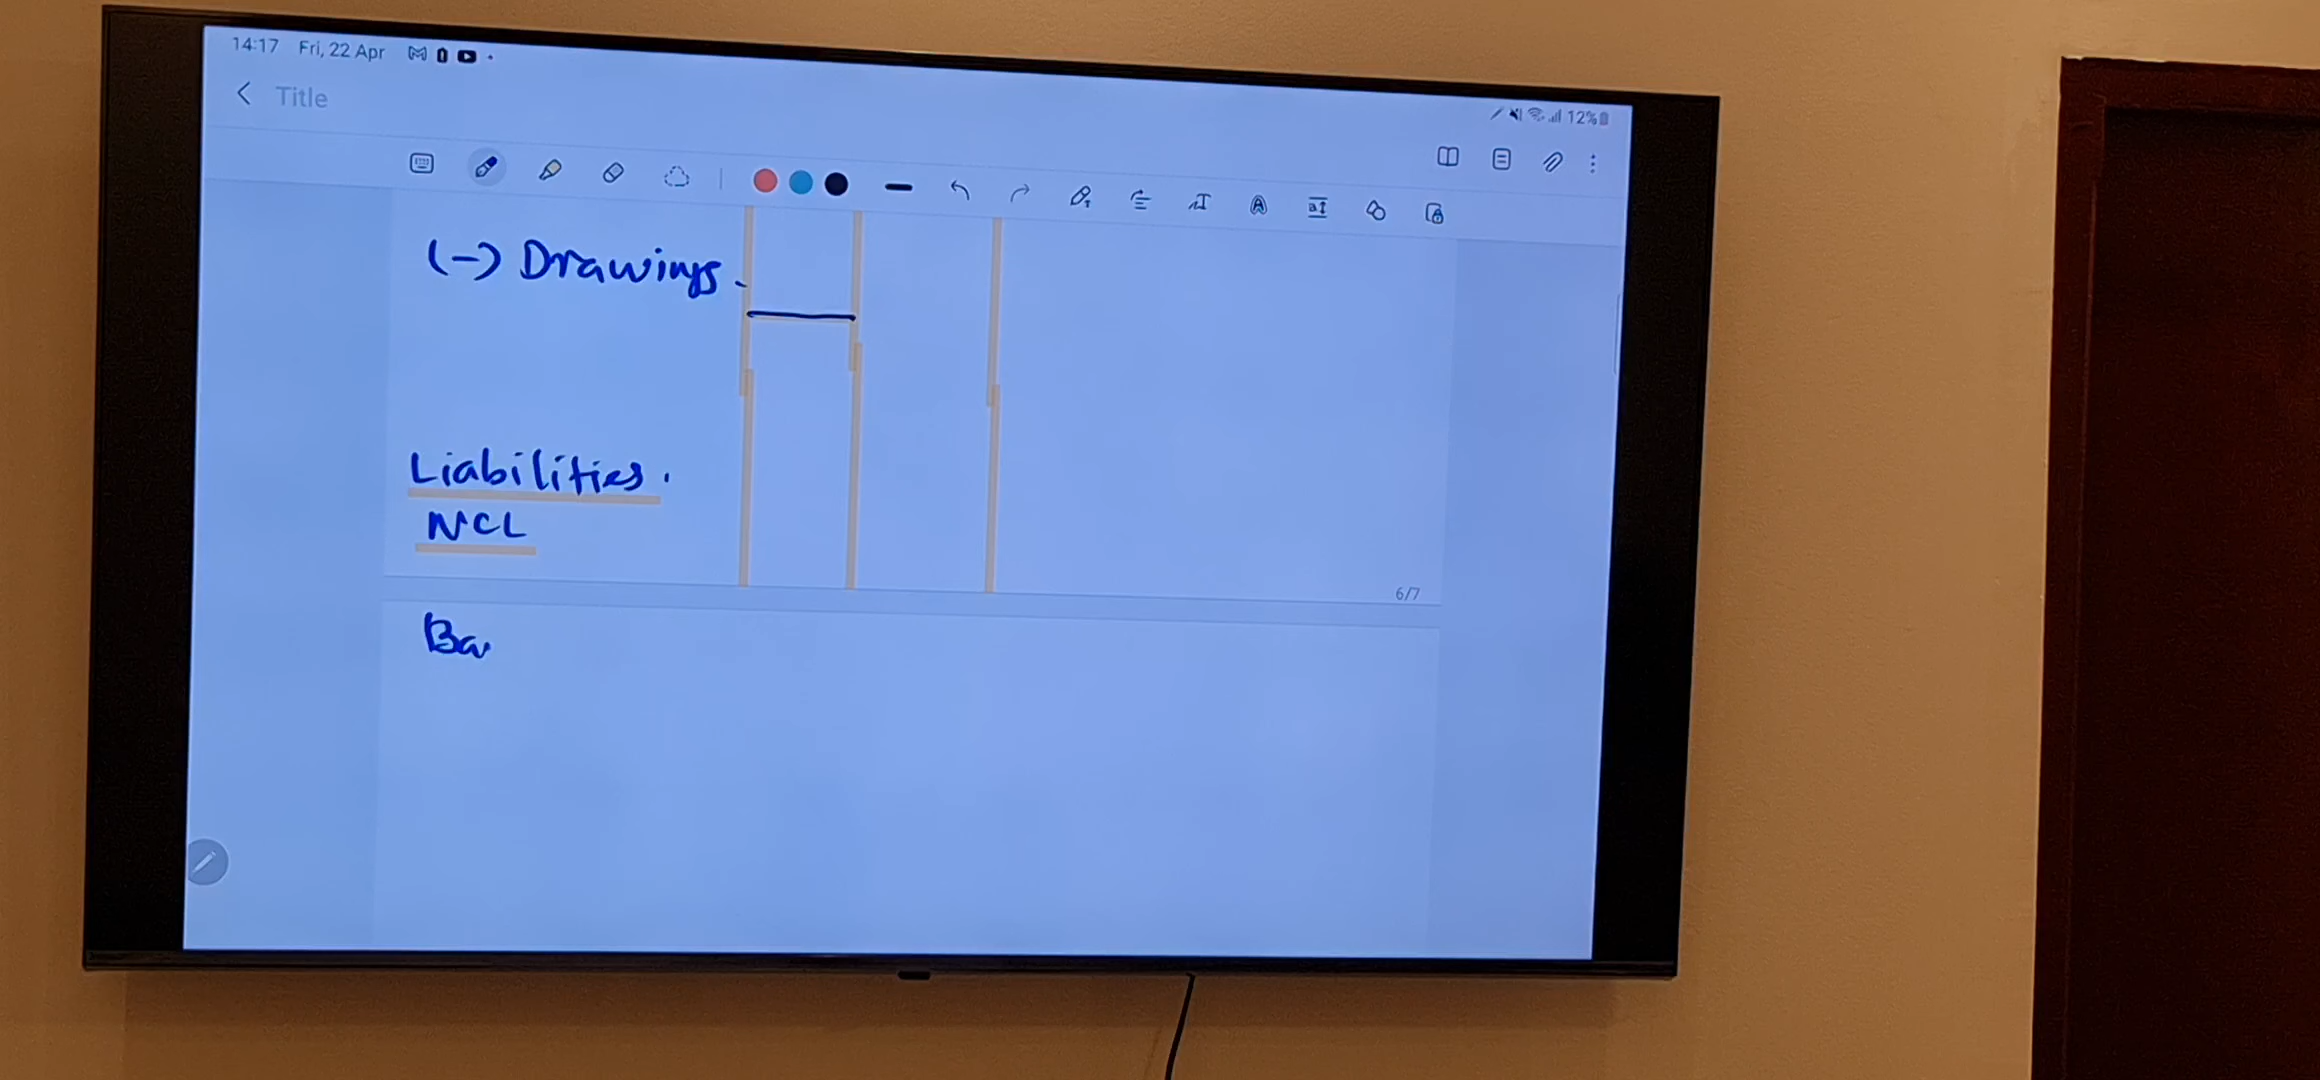 14:17 Fri, 22 Apr
12%
Title
(-) Drawings.
Liabilities.
NCL
6/7
Ba